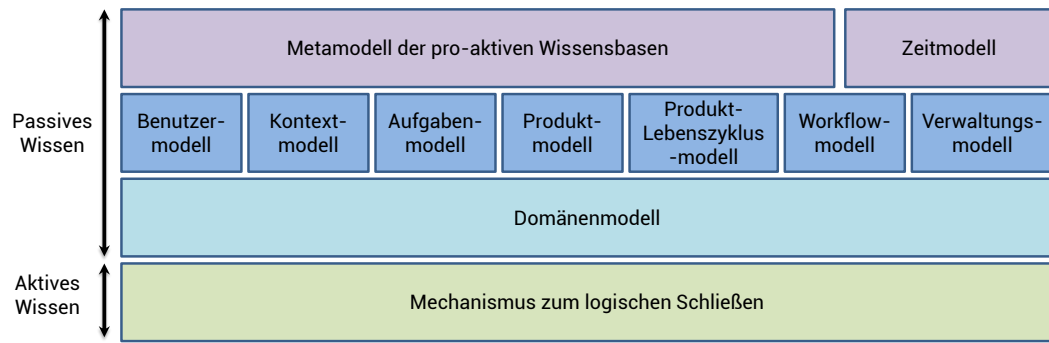 Metamodell der pro-aktiven Wissensbasen
Zeitmodell
Passives
Wissen
Benutzer-
modell
Kontext-
modell
Aufgaben-
modell
Produkt-
modell
Produkt-
Lebenszyklus
-modell
Workflow-
modell
Verwaltungs-
modell
Domänenmodell
Aktives
Wissen
Mechanismus zum logischen Schließen